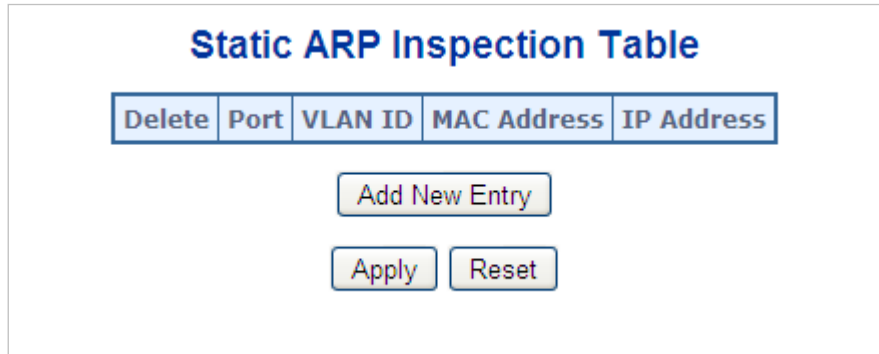 Static ARP Inspection Table
Delete Port VLAN ID MAC Address IP Address
Add New Entry
Apply Reset